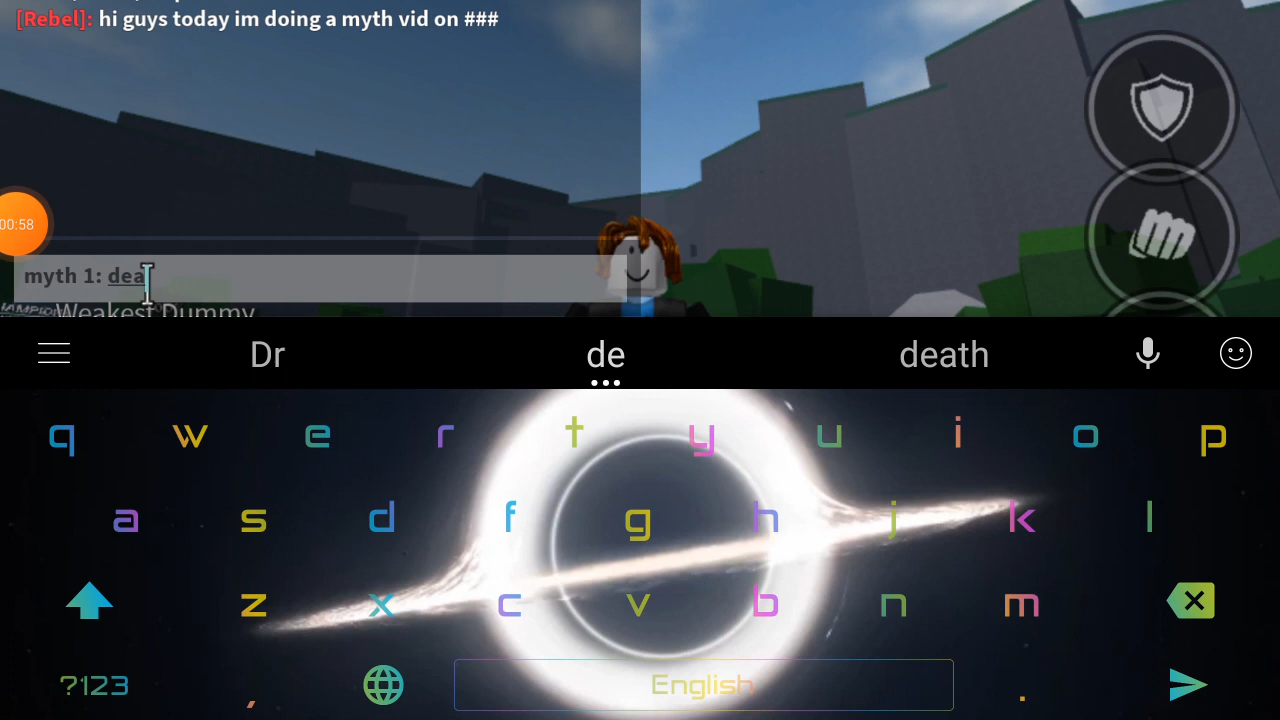 [Rebel]: hi guys today im doing a myth vid on ###
00:58
myth 1: dea
Weakest Dummy
Dr de death
q w e r t y u i o p
a s d f g h j k l
z x c v b n m
?123 , English .